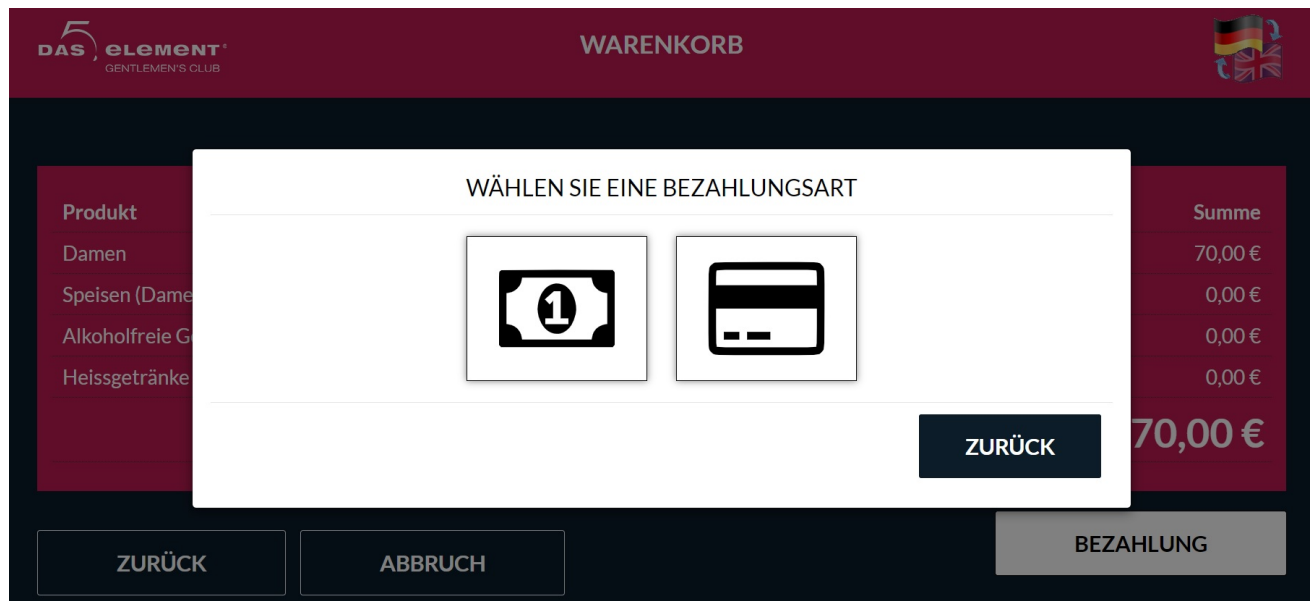 DAS 5 eLemenT®
GENTLEMEN'S CLUB
WARENKORB
WÄHLEN SIE EINE BEZAHLUNGSART
1
Produkt Summe
Damen 70,00 €
Speisen (Dame 0,00 €
Alkoholfreie G 0,00 €
Heissgetränke 0,00 €
70,00 €
ZURÜCK
ZURÜCK ABBRUCH BEZAHLUNG